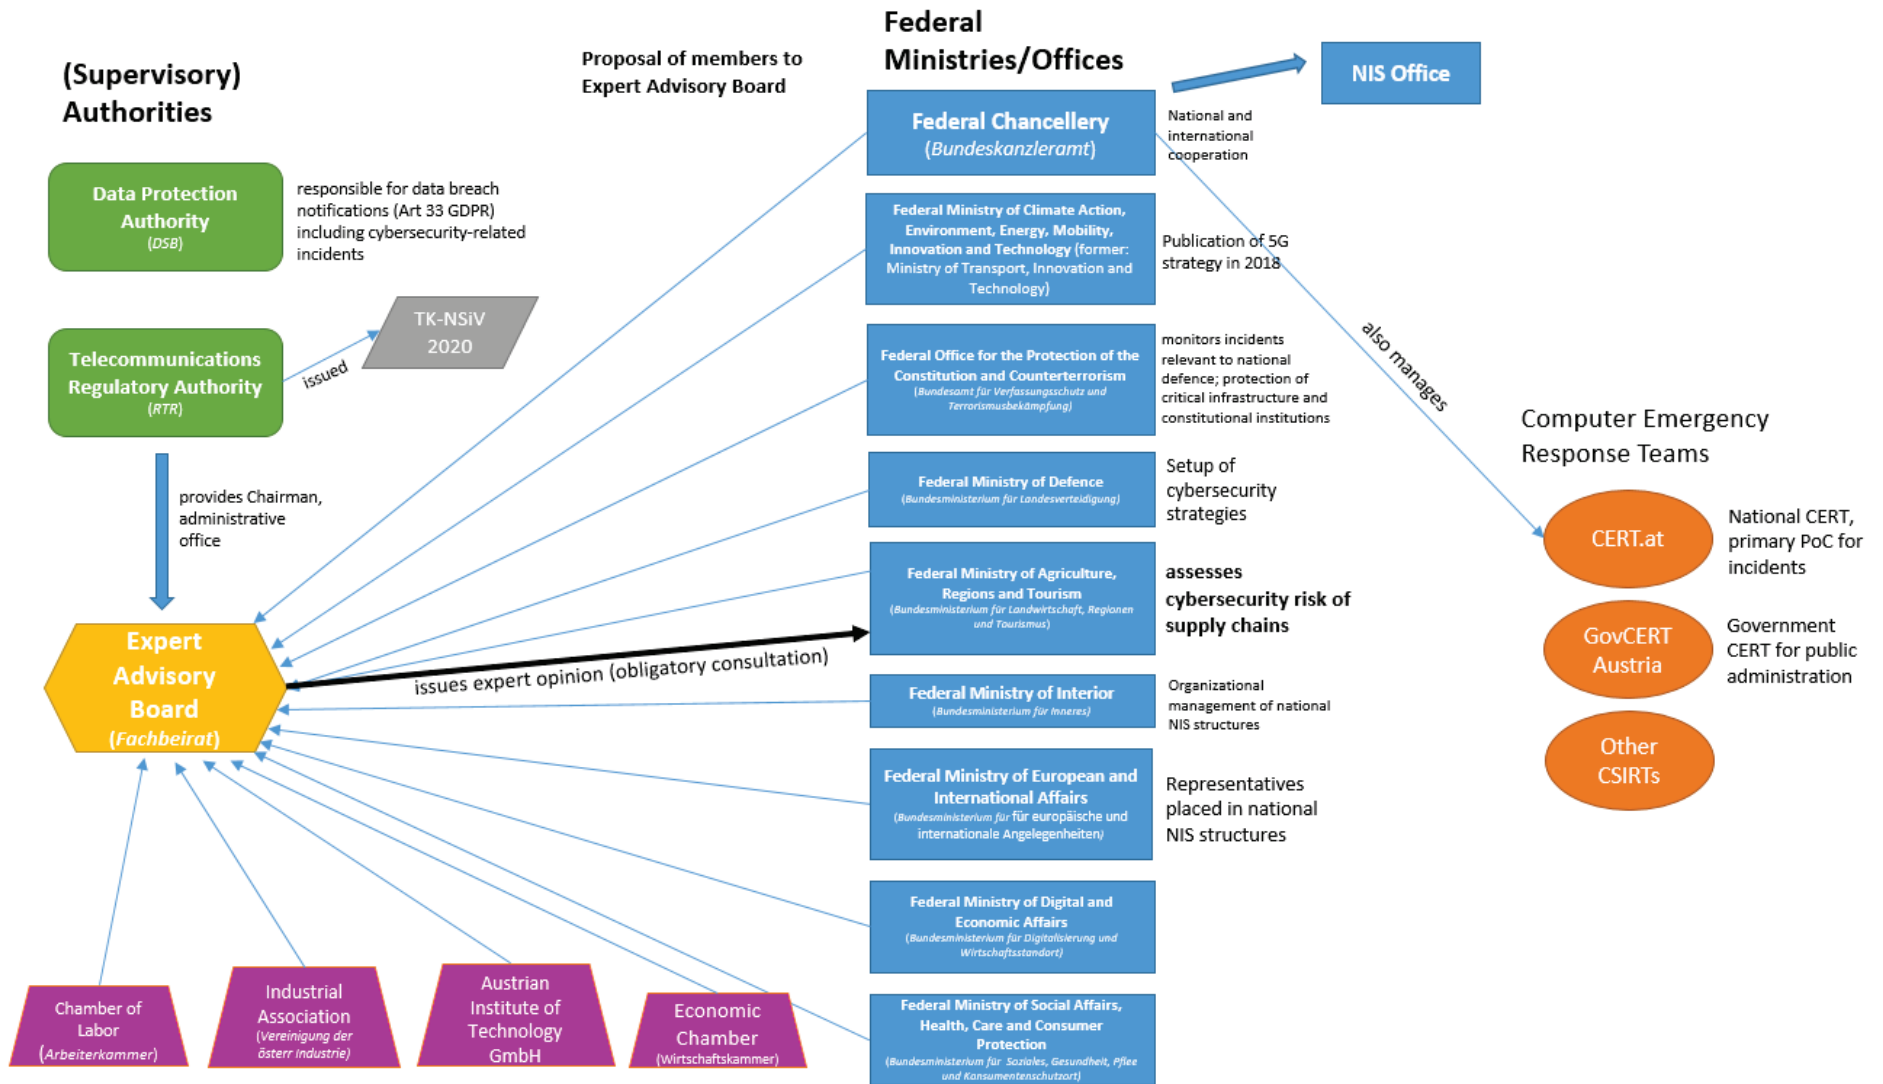 (Supervisory)
Authorities
Data Protection
Authority
(DSB)
responsible for data breach
notifications (Art 33 GDPR)
including cybersecurity-related
incidents
Telecommunications
Regulatory Authority
(RTR)
issued
TK-NSiV
2020
provides Chairman,
administrative
office
Expert
Advisory
Board
(Fachbeirat)
Chamber of
Labor
(Arbeiterkammer)
Industrial
Association
(Vereinigung der
österr Industrie)
Austrian
Institute of
Technology
GmbH
Economic
Chamber
(Wirtschaftskammer)
Proposal of members to
Expert Advisory Board
issues expert opinion (obligatory consultation)
Federal
Ministries/Offices
Federal Chancellery
(Bundeskanzleramt)
National and
international
cooperation
NIS Office
Federal Ministry of Climate Action,
Environment, Energy, Mobility,
Innovation and Technology (former:
Ministry of Transport, Innovation and
Technology)
Publication of 5G
strategy in 2018
Federal Office for the Protection of the
Constitution and Counterterrorism
(Bundesamt für Verfassungsschutz und
Terrorismusbekämpfung)
monitors incidents
relevant to national
defence; protection of
critical infrastructure and
constitutional institutions
Federal Ministry of Defence
(Bundesministerium für Landesverteidigung)
Setup of
cybersecurity
strategies
Federal Ministry of Agriculture,
Regions and Tourism
(Bundesministerium für Landwirtschaft, Regionen
und Tourismus)
assesses
cybersecurity risk of
supply chains
Federal Ministry of Interior
(Bundesministerium für Inneres)
Organizational
management of national
NIS structures
Federal Ministry of European and
International Affairs
(Bundesministerium für für europäische und
internationale Angelegenheiten)
Representatives
placed in national
NIS structures
Federal Ministry of Digital and
Economic Affairs
(Bundesministerium für Digitalisierung und
Wirtschaftsstandort)
Federal Ministry of Social Affairs,
Health, Care and Consumer
Protection
(Bundesministerium für Soziales, Gesundheit, Pflee
und Konsumentenschutzort)
also manages
Computer Emergency
Response Teams
CERT.at
National CERT,
primary PoC for
incidents
GovCERT
Austria
Government
CERT for public
administration
Other
CSIRTs